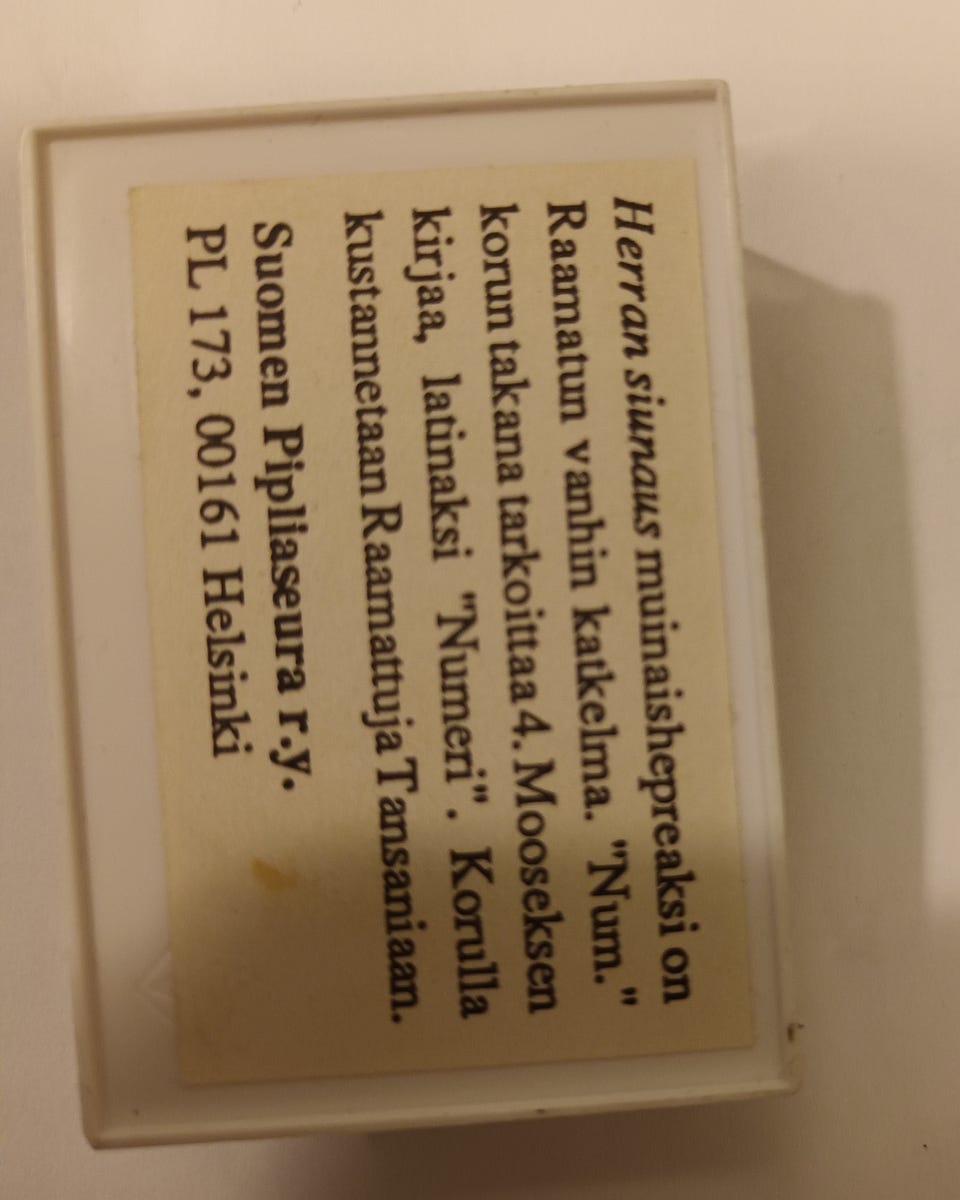 Herran siunaus muinaishepreaksi on
Raamatun vanhin katkelma. "Num."
korun takana tarkoittaa 4. Mooseksen
kirjaa, latinaksi "Numeri". Korulla
kustannetaan Raamattuja Tansaniaan.
Suomen Pipliaseura r.y.
PL 173, 00161 Helsinki